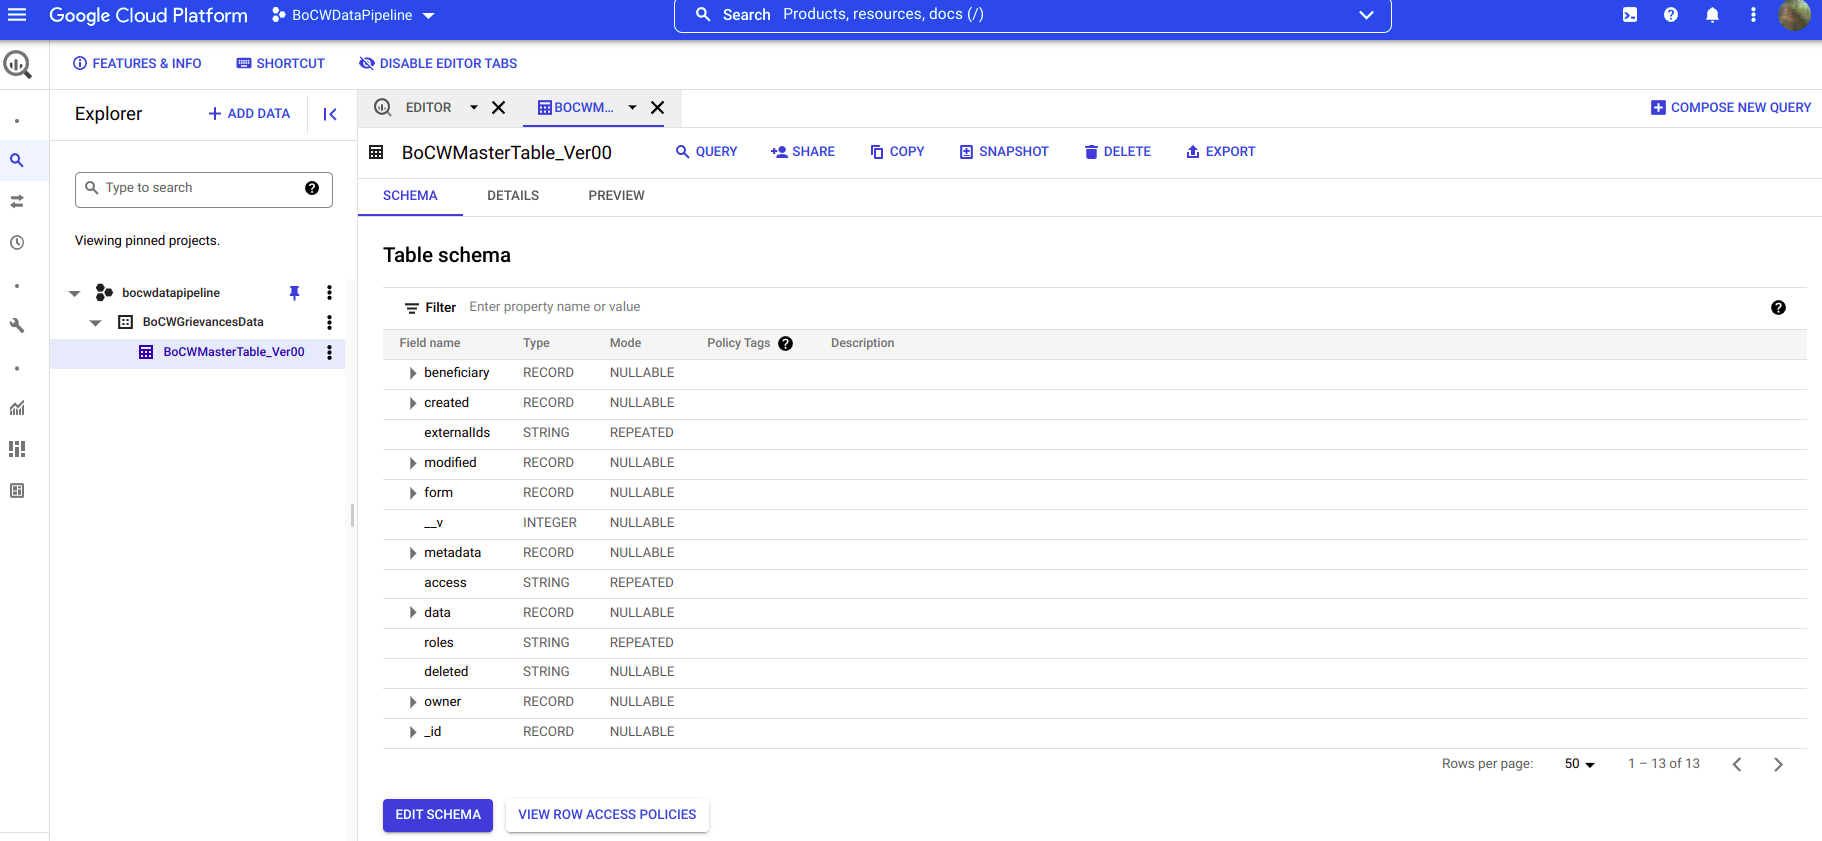 Google Cloud Platform BoCWDataPipeline Search Products, resources, docs (/)
FEATURES & INFO SHORTCUT DISABLE EDITOR TABS
Explorer ADD DATA EDITOR BOCWM... COMPOSE NEW QUERY
BoCWMasterTable_Ver00 QUERY SHARE COPY SNAPSHOT DELETE EXPORT
Type to search SCHEMA DETAILS PREVIEW
Viewing pinned projects.
Table schema
bocwdatapipeline
BoCWGrievancesData
BoCWMasterTable_Ver00
Filter Enter property name or value
Field name Type Mode Policy Tags Description
beneficiary RECORD NULLABLE
created RECORD NULLABLE
externalIds STRING REPEATED
modified RECORD NULLABLE
form RECORD NULLABLE
__v INTEGER NULLABLE
metadata RECORD NULLABLE
access STRING REPEATED
data RECORD NULLABLE
roles STRING REPEATED
deleted STRING NULLABLE
owner RECORD NULLABLE
_id RECORD NULLABLE
Rows per page: 50 1 – 13 of 13
EDIT SCHEMA VIEW ROW ACCESS POLICIES